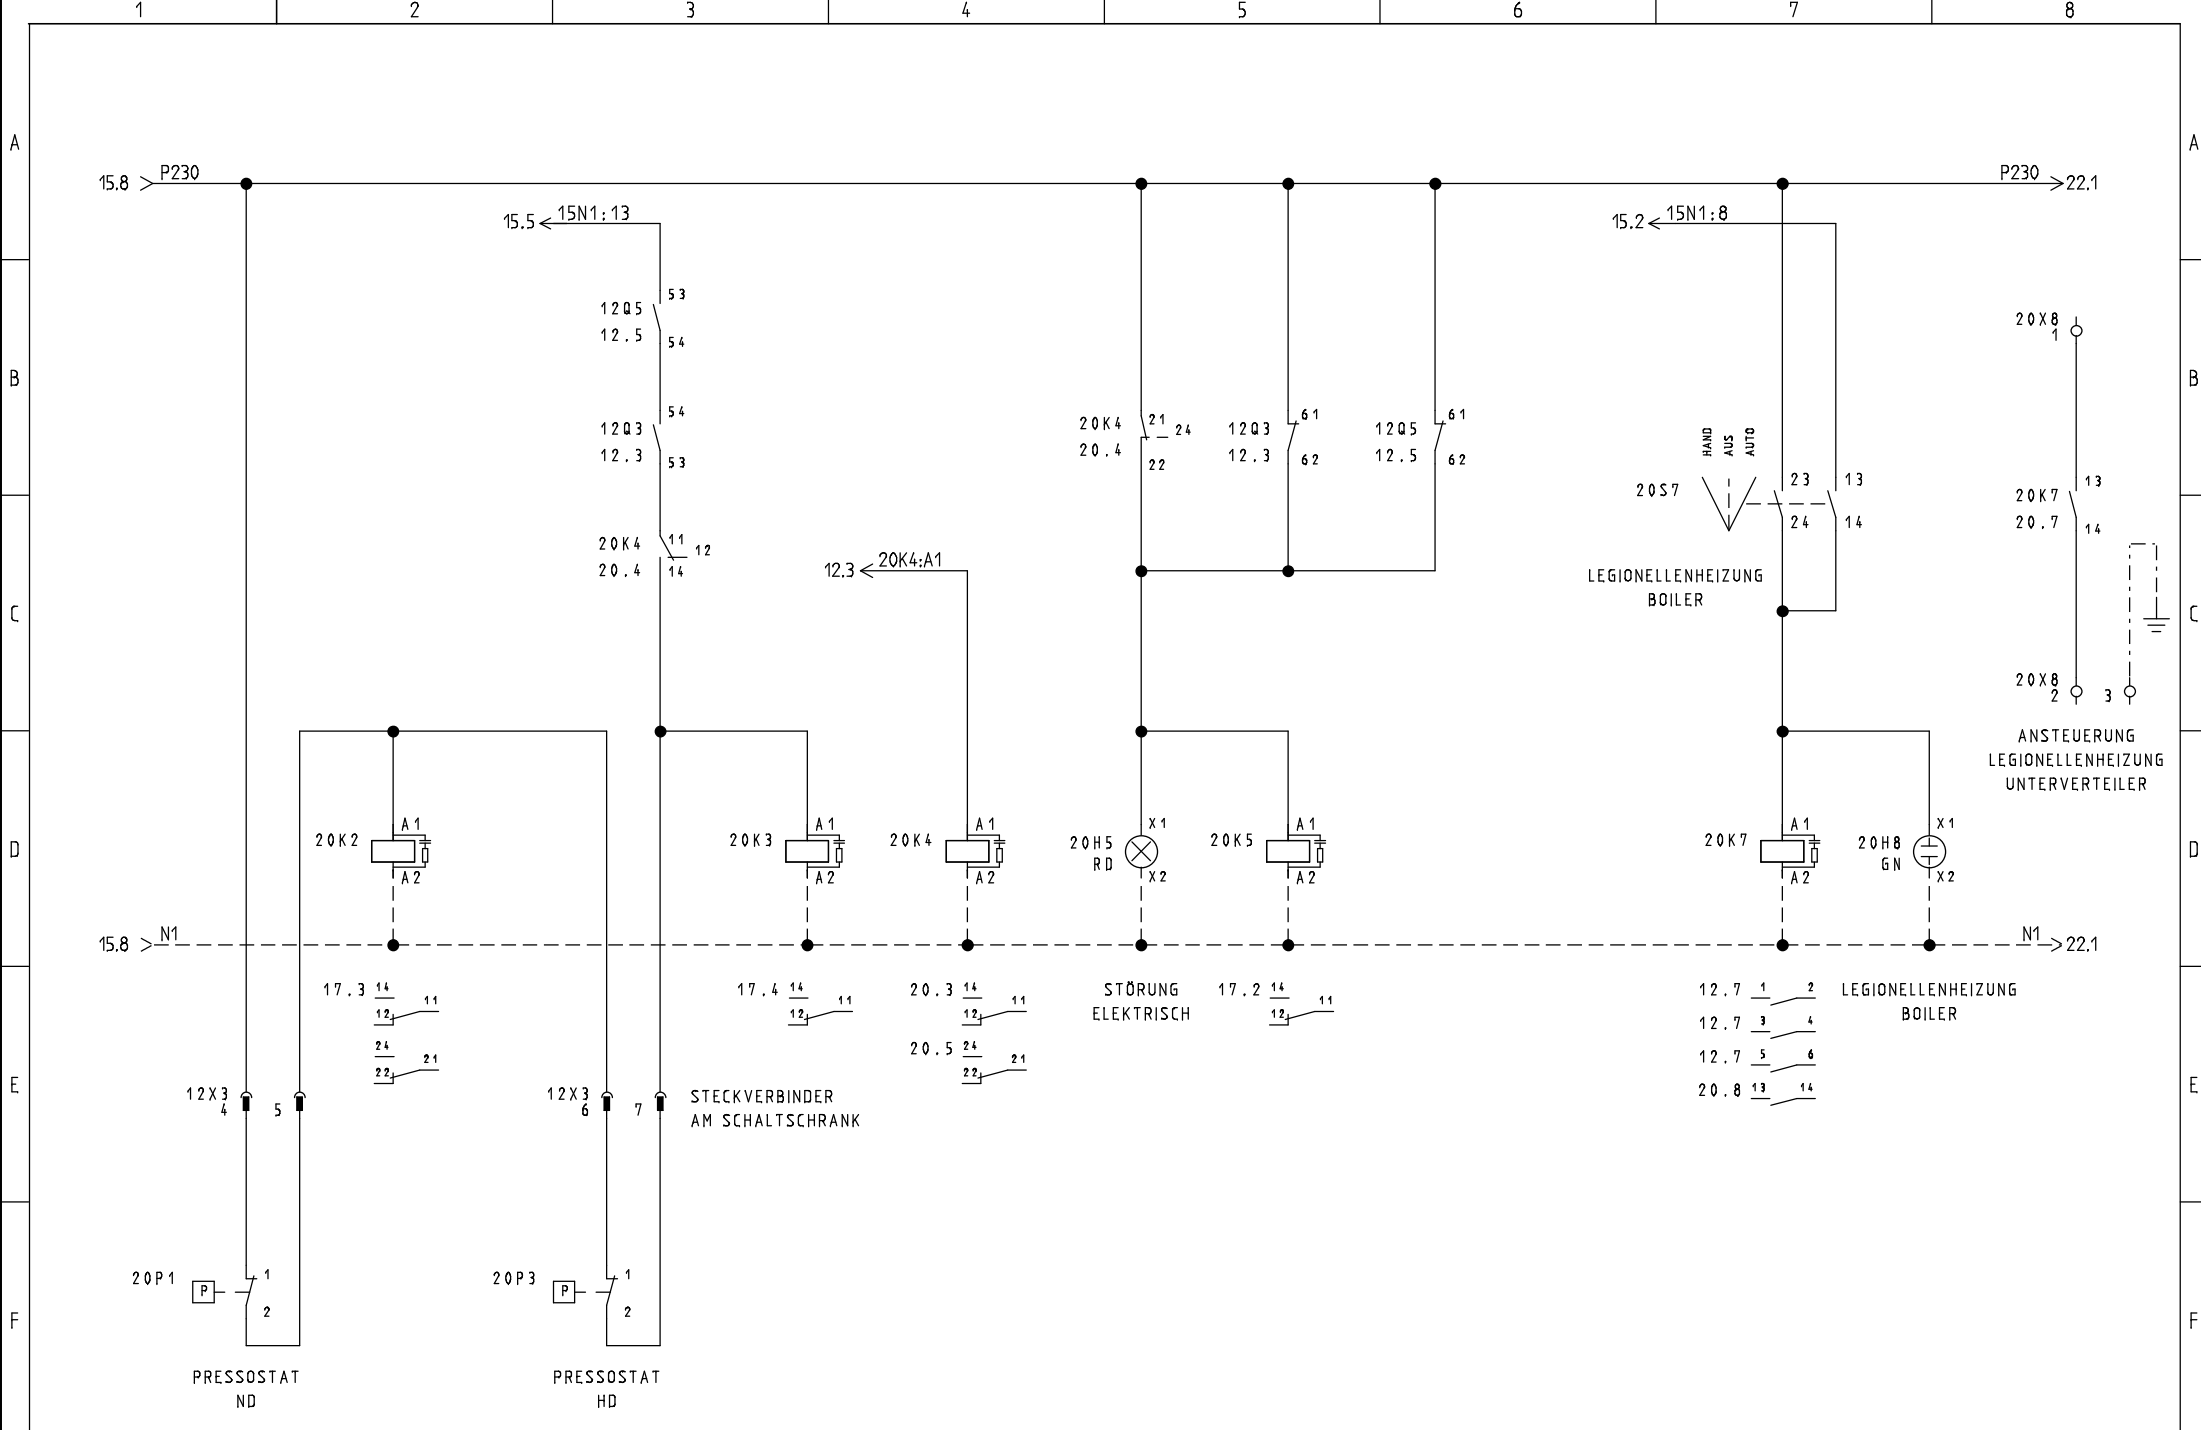 1 2 3 4 5 6 7 8
A A
15.8 P230 P230 22.1
15.5 15N1:13 15.2 15N1:8
53
12Q5
12.5
54
20X8
1
B B
54
12Q3
12.3
53
20K4 21 24
20.4
22
61
12Q3
12.3 62
61
12Q5
12.5 62
HAND
AUS
AUTO
20S7
23 13
24 14
13
20K7
20.7
14
11
20K4 12
20.4 14
12.3 20K4:A1
LEGIONELLENHEIZUNG
BOILER
C C
20X8
2 3
ANSTEUERUNG
LEGIONELLENHEIZUNG
UNTERVERTEILER
D D
A1
20K2
A2
A1
20K3
A2
A1
20K4
A2
X1
20H5
RD
X2
A1
20K5
A2
A1
20K7
A2
X1
20H8
GN
X2
15.8 N1 N1 22.1
17.3 14
11
12
24
21
22
17.4 14
11
12
20.3 14
11
12
20.5 24
21
22
STÖRUNG
ELEKTRISCH
17.2 14
11
12
12.7 1 2
12.7 3 4
12.7 5 6
20.8 13 14
LEGIONELLENHEIZUNG
BOILER
E E
12X3
4 5
12X3
6 7
STECKVERBINDER
AM SCHALTSCHRANK
20P1 P 1
2
20P3 P 1
2
F F
PRESSOSTAT
ND
PRESSOSTAT
HD